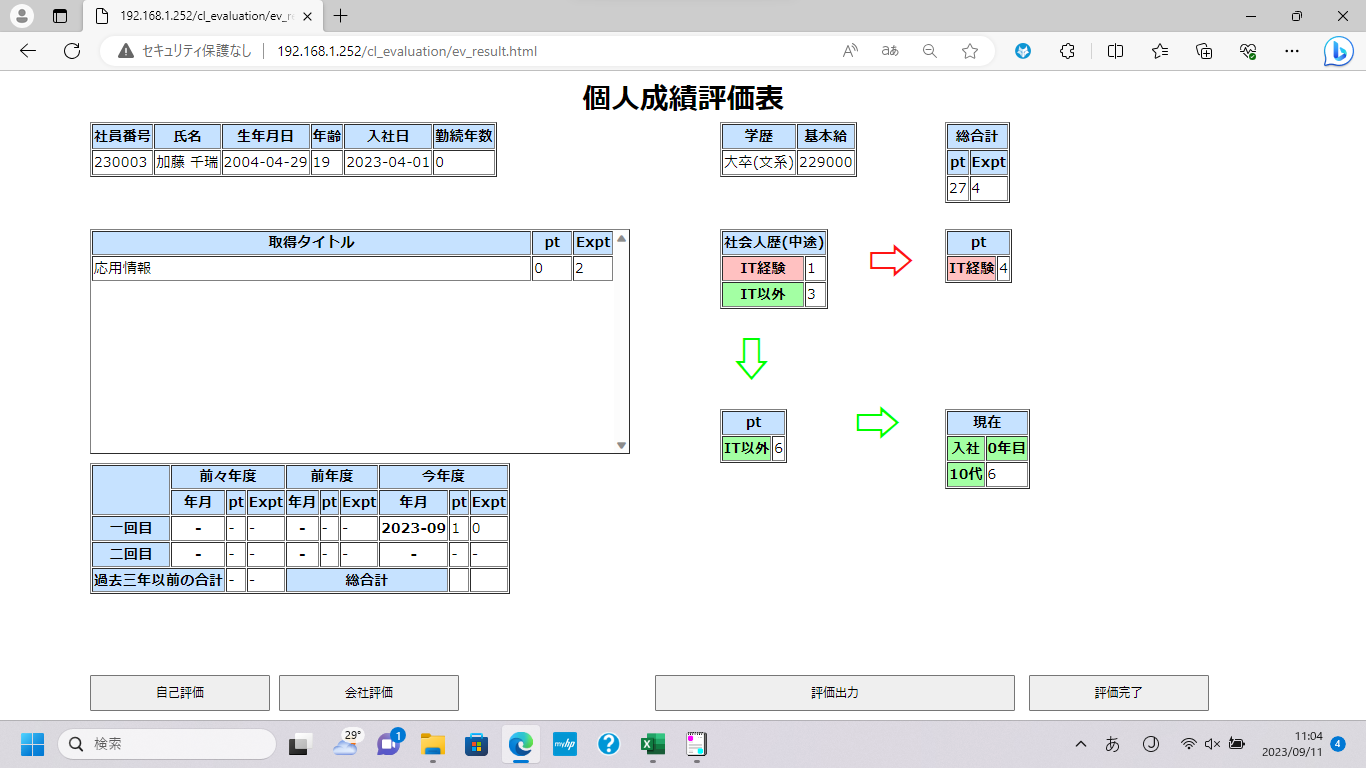 192.168.1.252/cl_evaluation/ev_re
セキュリティ保護なし 192.168.1.252/cl_evaluation/ev_result.html
個人成績評価表
社員番号 氏名 生年月日 年齢 入社日 勤続年数
230003 加藤 千瑞 2004-04-29 19 2023-04-01 0
学歴 基本給
大卒(文系) 229000
総合計
pt Expt
27 4
取得タイトル pt Expt
応用情報 0 2
社会人歴(中途)
IT経験 1
IT以外 3
pt
IT経験 4
pt
IT以外 6
現在
入社 0年目
10代 6
前々年度 前年度 今年度
年月 pt Expt 年月 pt Expt 年月 pt Expt
一回目 - - - - - - 2023-09 1 0
二回目 - - - - - - - - -
過去三年以前の合計 - - 総合計
自己評価 会社評価 評価出力 評価完了
検索 29° 1 myhp あ 11:04
2023/09/11 4